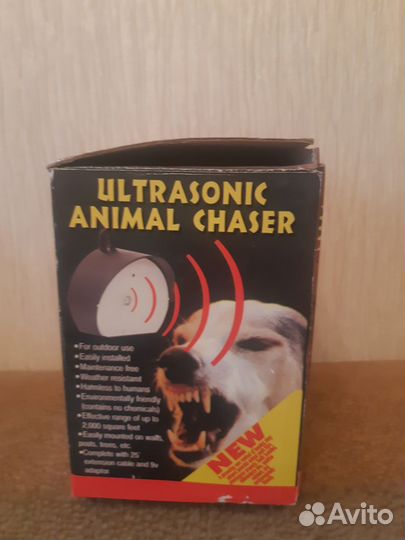 ULTRASONIC
ANIMAL CHASER
• For outdoor use
• Easily installed
• Maintenance free
• Weather resistant
• Harmless to humans
• Environmentally friendly
(contains no chemicals)
• Effective range of up to
2,000 square feet
• Easily mounted on walls,
posts, trees, etc.
• Complete with 25'
extension cable and 9v
adaptor
NEW
Avito